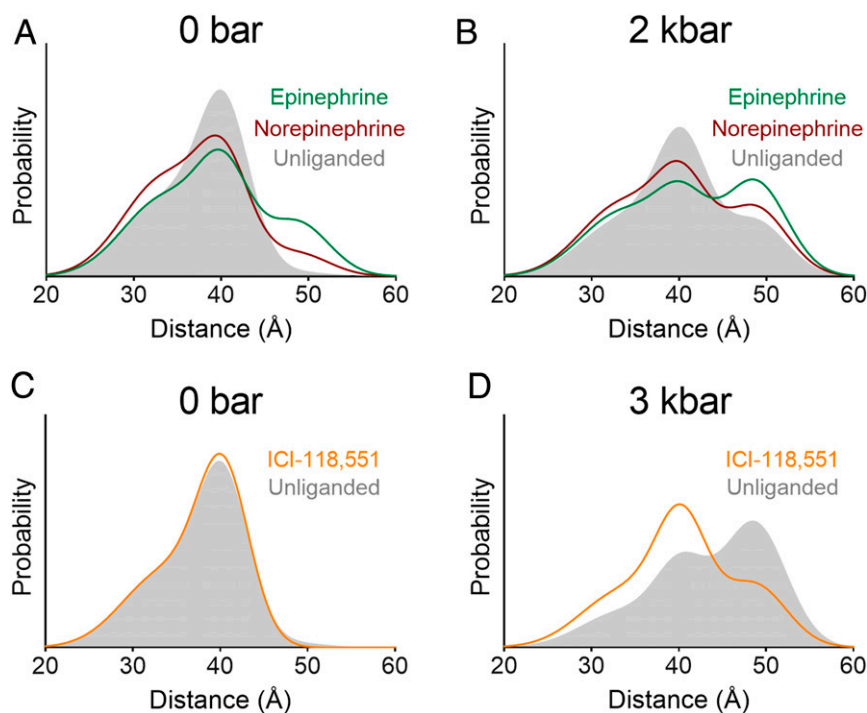 A
0 bar
Epinephrine
Norepinephrine
Unliganded
Probability
20 30 40 50 60
Distance (Å)
B
2 kbar
Epinephrine
Norepinephrine
Unliganded
Probability
20 30 40 50 60
Distance (Å)
C
0 bar
ICI-118,551
Unliganded
Probability
20 30 40 50 60
Distance (Å)
D
3 kbar
ICI-118,551
Unliganded
Probability
20 30 40 50 60
Distance (Å)